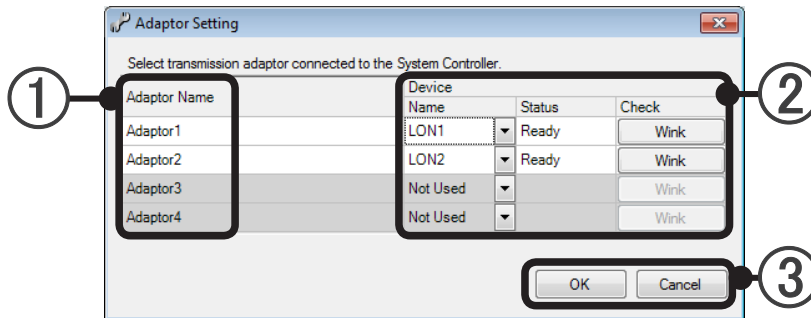 Adaptor Setting
Select transmission adaptor connected to the System Controller.
1
2
Adaptor Name Device
Name Status Check
Adaptor1 LON1 Ready Wink
Adaptor2 LON2 Ready Wink
Adaptor3 Not Used Wink
Adaptor4 Not Used Wink
OK Cancel
3